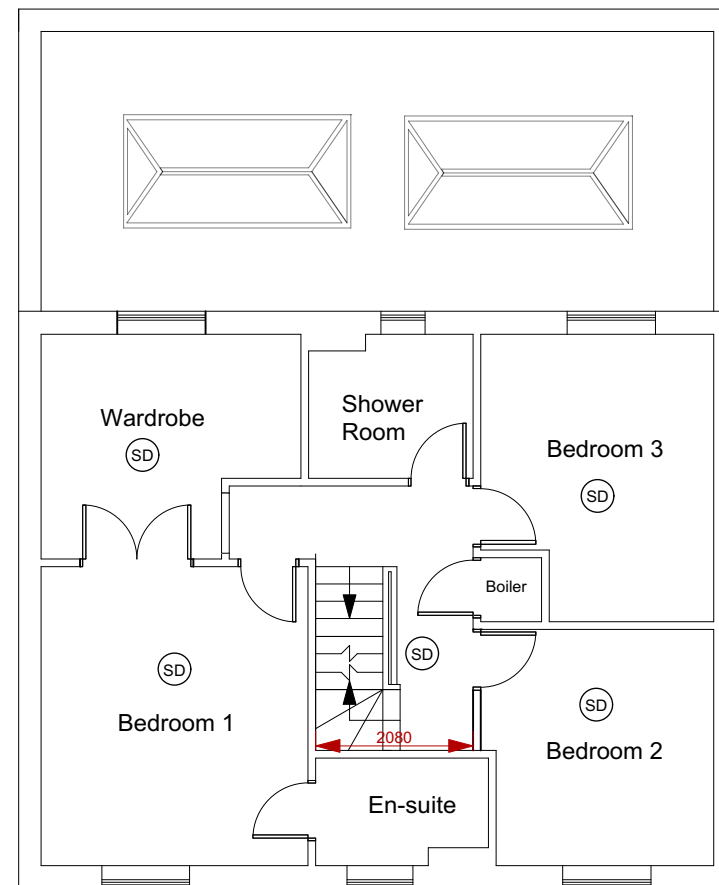 Wardrobe
SD
Shower
Room
Bedroom 3
SD
Boiler
SD
SD
SD
Bedroom 1
2080
Bedroom 2
En-suite